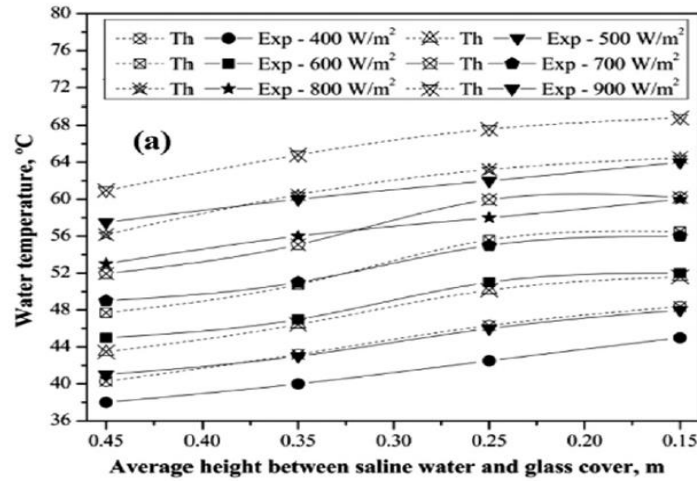 80
76
72
68
64
60
56
52
48
44
40
36
Water temperature, °C
Th Exp - 400 W/m² Th Exp - 500 W/m²
Th Exp - 600 W/m² Th Exp - 700 W/m²
Th Exp - 800 W/m² Th Exp - 900 W/m²
(a)
0.45 0.40 0.35 0.30 0.25 0.20 0.15
Average height between saline water and glass cover, m